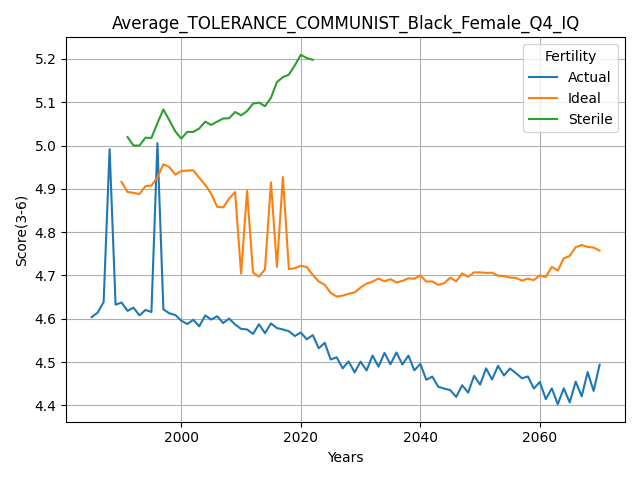 Average_TOLERANCE_COMMUNIST_Black_Female_Q4_IQ
Score(3-6)
5.2
5.1
5.0
4.9
4.8
4.7
4.6
4.5
4.4
Fertility
Actual
Ideal
Sterile
2000
2020
2040
2060
Years